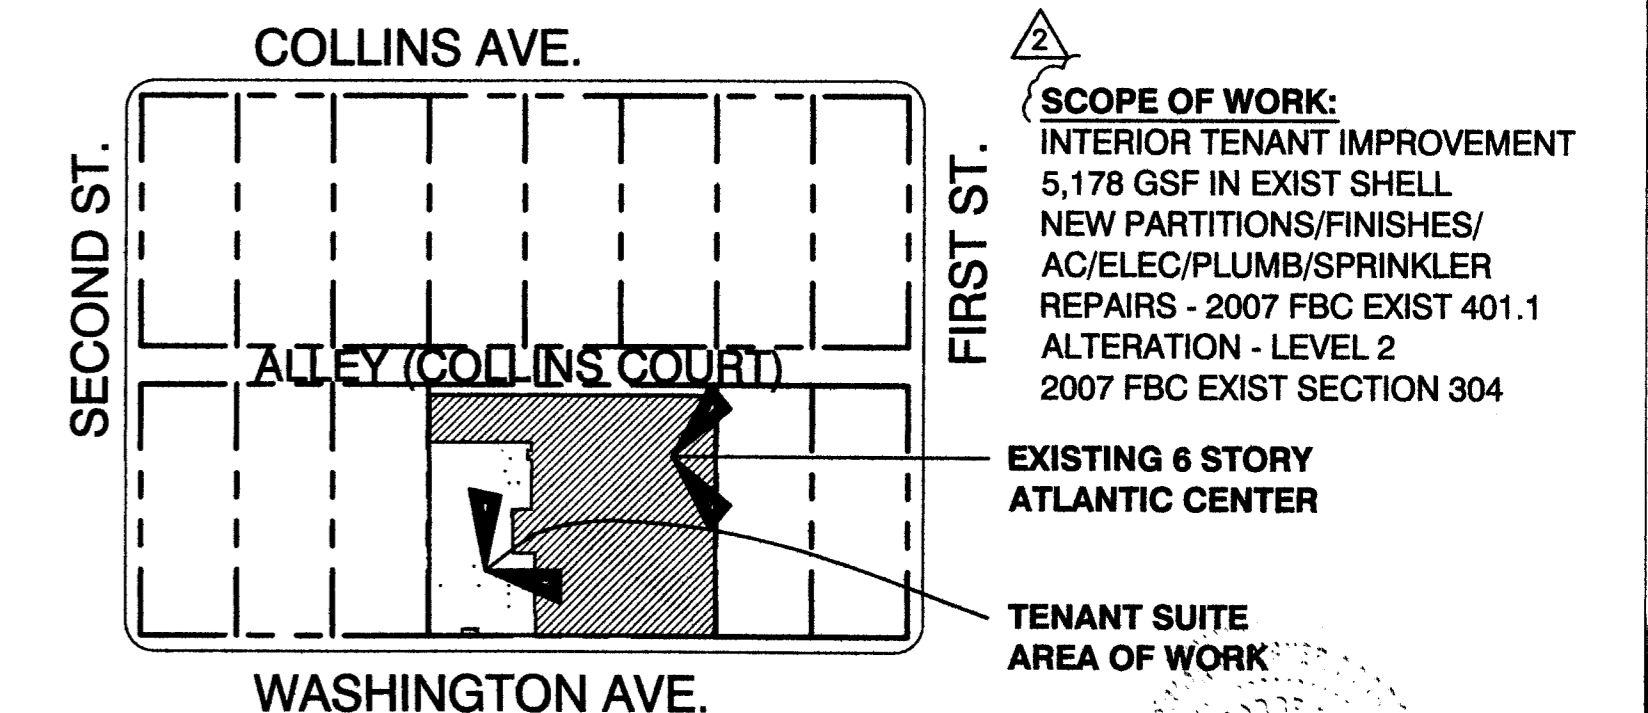 COLLINS AVE.
SECOND ST.
FIRST ST.
ALLEY (COLLINS COURT)
WASHINGTON AVE.
2
SCOPE OF WORK:
INTERIOR TENANT IMPROVEMENT
5,178 GSF IN EXIST SHELL
NEW PARTITIONS/FINISHES/
AC/ELEC/PLUMB/SPRINKLER
REPAIRS - 2007 FBC EXIST 401.1
ALTERATION - LEVEL 2
2007 FBC EXIST SECTION 304
EXISTING 6 STORY
ATLANTIC CENTER
TENANT SUITE
AREA OF WORK